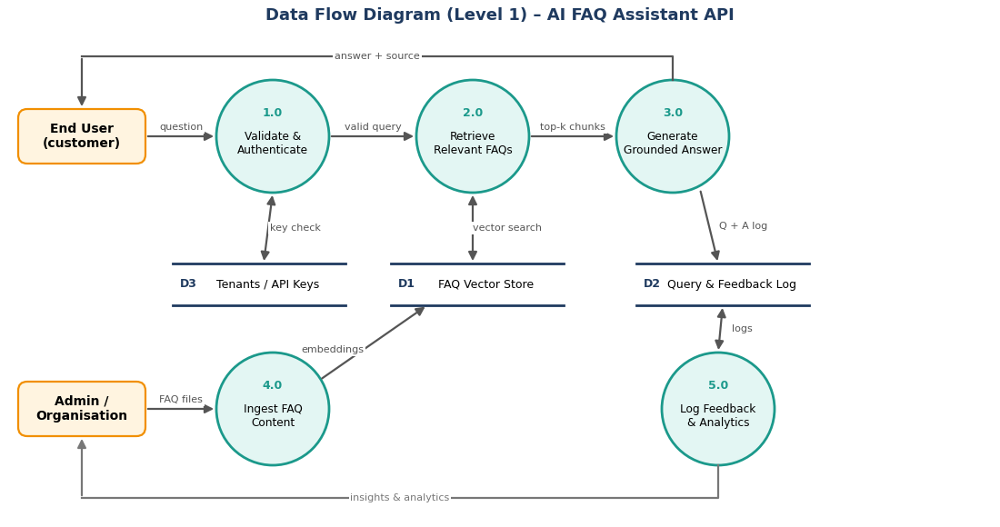 Data Flow Diagram (Level 1) – AI FAQ Assistant API
answer + source
End User
(customer)
question
1.0
Validate &
Authenticate
valid query
2.0
Retrieve
Relevant FAQs
top-k chunks
3.0
Generate
Grounded Answer
key check
vector search
Q + A log
D3 Tenants / API Keys
D1 FAQ Vector Store
D2 Query & Feedback Log
embeddings
logs
Admin /
Organisation
FAQ files
4.0
Ingest FAQ
Content
5.0
Log Feedback
& Analytics
insights & analytics